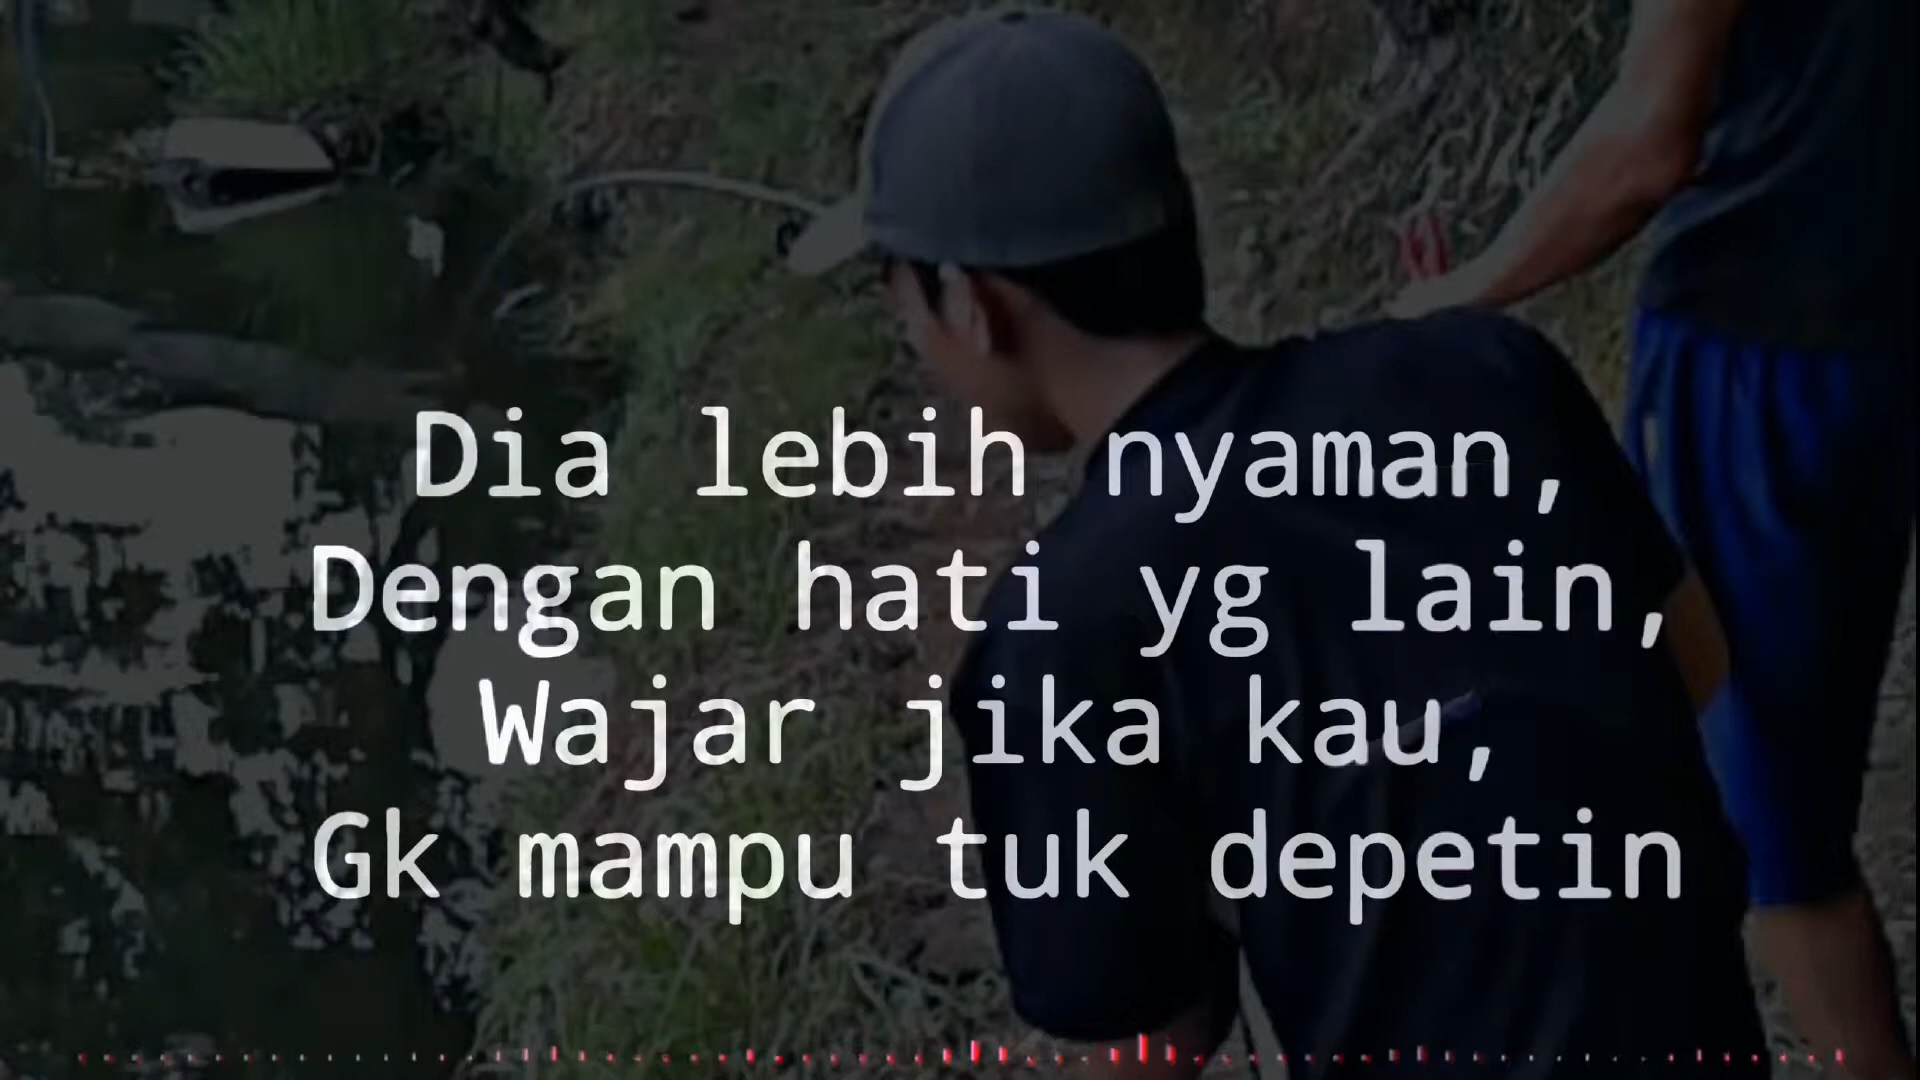 Dia lebih nyaman,
Dengan hati yg lain,
Wajar jika kau,
Gk mampu tuk depetin